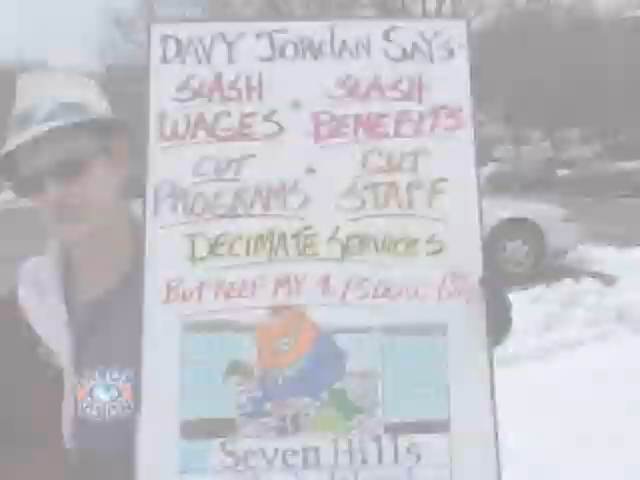 DAVY JORDAN SAYS:
SLASH WAGES • SLASH BENEFITS
CUT PROGRAMS • CUT STAFF
DECIMATE SERVICES
BUT KEEP MY
Seven Hills